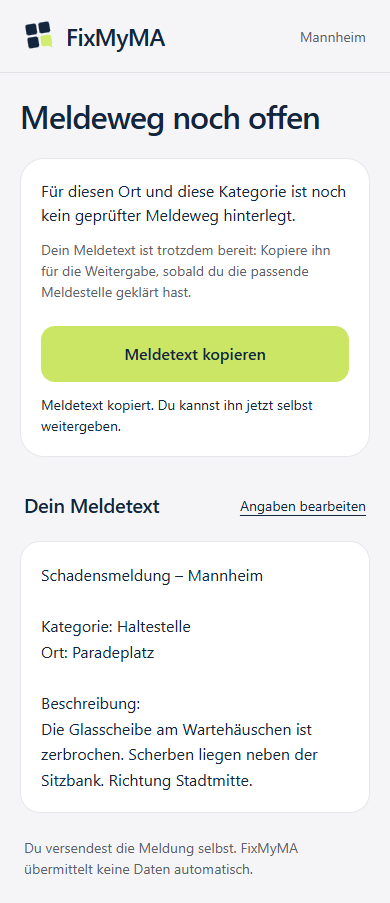 FixMyMA
Mannheim
Meldeweg noch offen
Für diesen Ort und diese Kategorie ist noch
kein geprüfter Meldeweg hinterlegt.
Dein Meldetext ist trotzdem bereit: Kopiere ihn
für die Weitergabe, sobald du die passende
Meldestelle geklärt hast.
Meldetext kopieren
Meldetext kopiert. Du kannst ihn jetzt selbst
weitergeben.
Dein Meldetext
Angaben bearbeiten
Schadensmeldung – Mannheim
Kategorie: Haltestelle
Ort: Paradeplatz
Beschreibung:
Die Glasscheibe am Wartehäuschen ist
zerbrochen. Scherben liegen neben der
Sitzbank. Richtung Stadtmitte.
Du versendest die Meldung selbst. FixMyMA
übermittelt keine Daten automatisch.